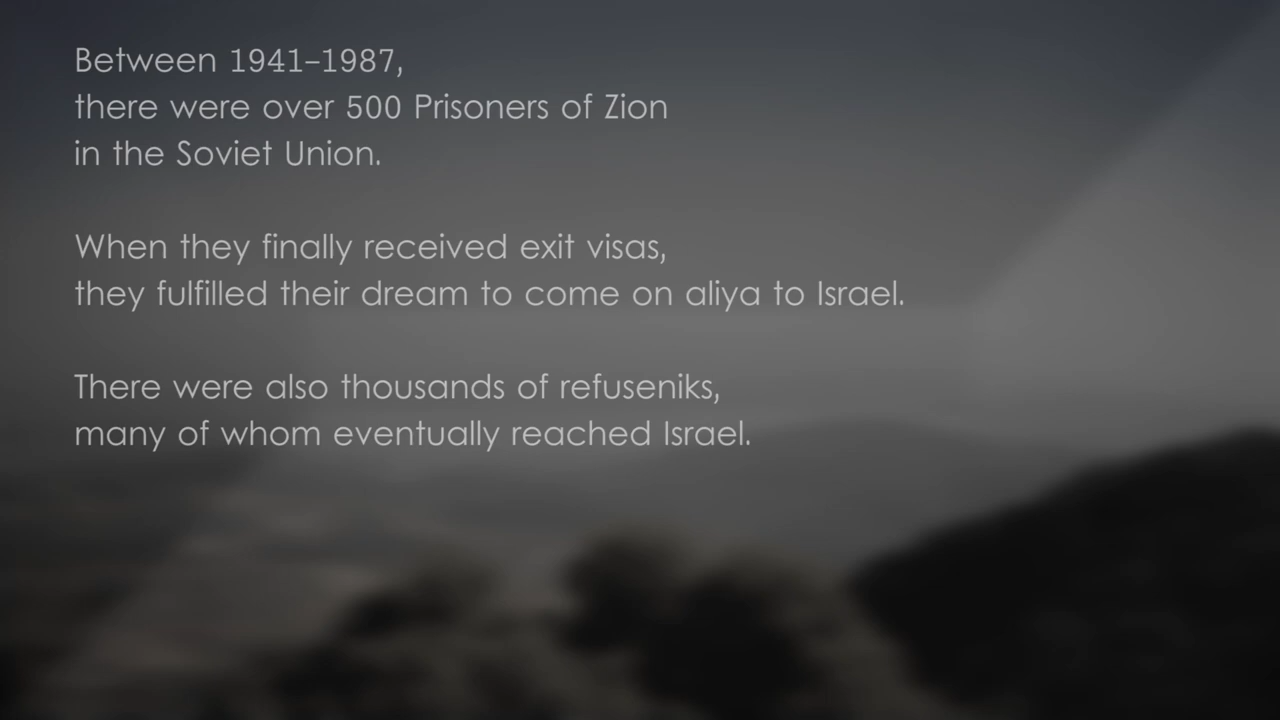 Between 1941–1987,
there were over 500 Prisoners of Zion
in the Soviet Union.
When they finally received exit visas,
they fulfilled their dream to come on aliya to Israel.
There were also thousands of refuseniks,
many of whom eventually reached Israel.